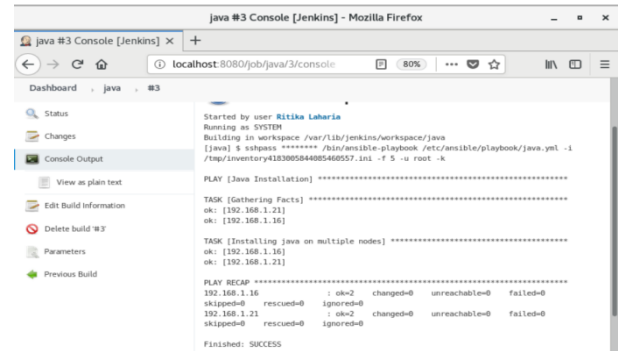 java #3 Console [Jenkins] - Mozilla Firefox
java #3 Console [Jenkins]
localhost:8080/job/java/3/console
80%
Dashboard
java
#3
Status
Changes
Console Output
View as plain text
Edit Build Information
Delete build '#3'
Parameters
Previous Build
Started by user Ritika Laharia
Running as SYSTEM
Building in workspace /var/lib/jenkins/workspace/java
[java] $ sshpass ******** /bin/ansible-playbook /etc/ansible/playbook/java.yml -i
/tmp/inventory4183005844085460557.ini -f 5 -u root -k
PLAY [Java Installation] **********************************************************
TASK [Gathering Facts] ************************************************************
ok: [192.168.1.21]
ok: [192.168.1.16]
TASK [Installing java on multiple nodes] ******************************************
ok: [192.168.1.16]
ok: [192.168.1.21]
PLAY RECAP ************************************************************************
192.168.1.16 : ok=2 changed=0 unreachable=0 failed=0
skipped=0 rescued=0 ignored=0
192.168.1.21 : ok=2 changed=0 unreachable=0 failed=0
skipped=0 rescued=0 ignored=0
Finished: SUCCESS